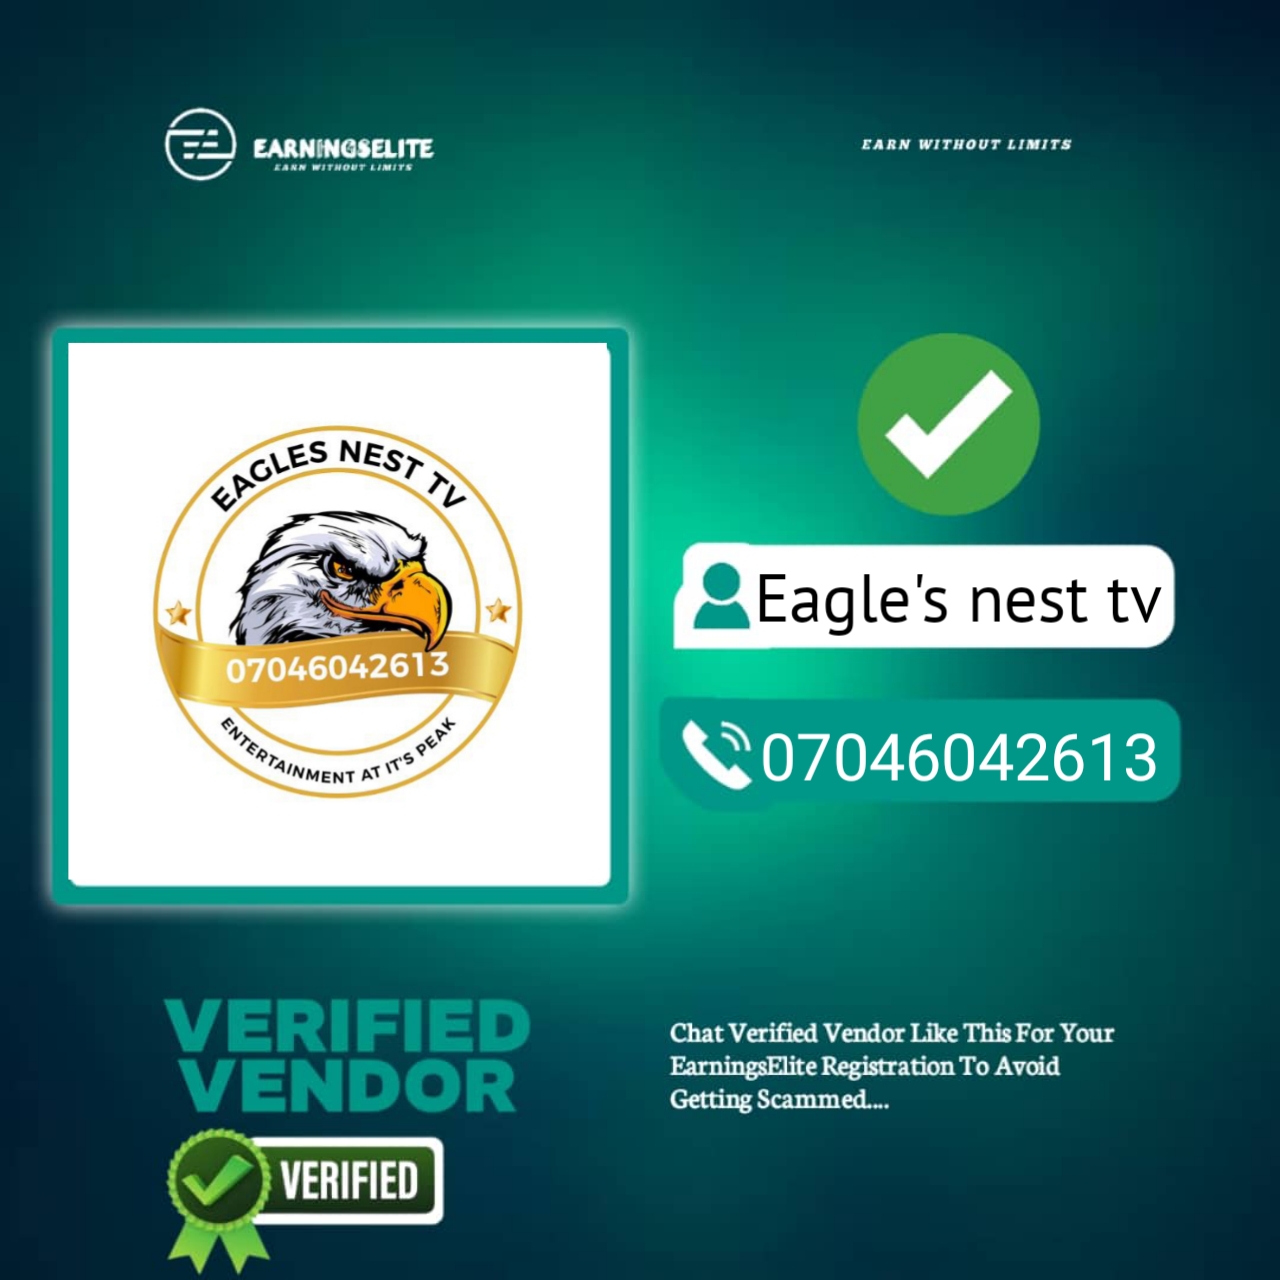 EARNINGSELITE
EARN WITHOUT LIMITS
EARN WITHOUT LIMITS
EAGLES NEST TV
07046042613
ENTERTAINMENT AT IT'S PEAK
Eagle's nest tv
07046042613
VERIFIED
VENDOR
VERIFIED
Chat Verified Vendor Like This For Your
EarningsElite Registration To Avoid
Getting Scammed....